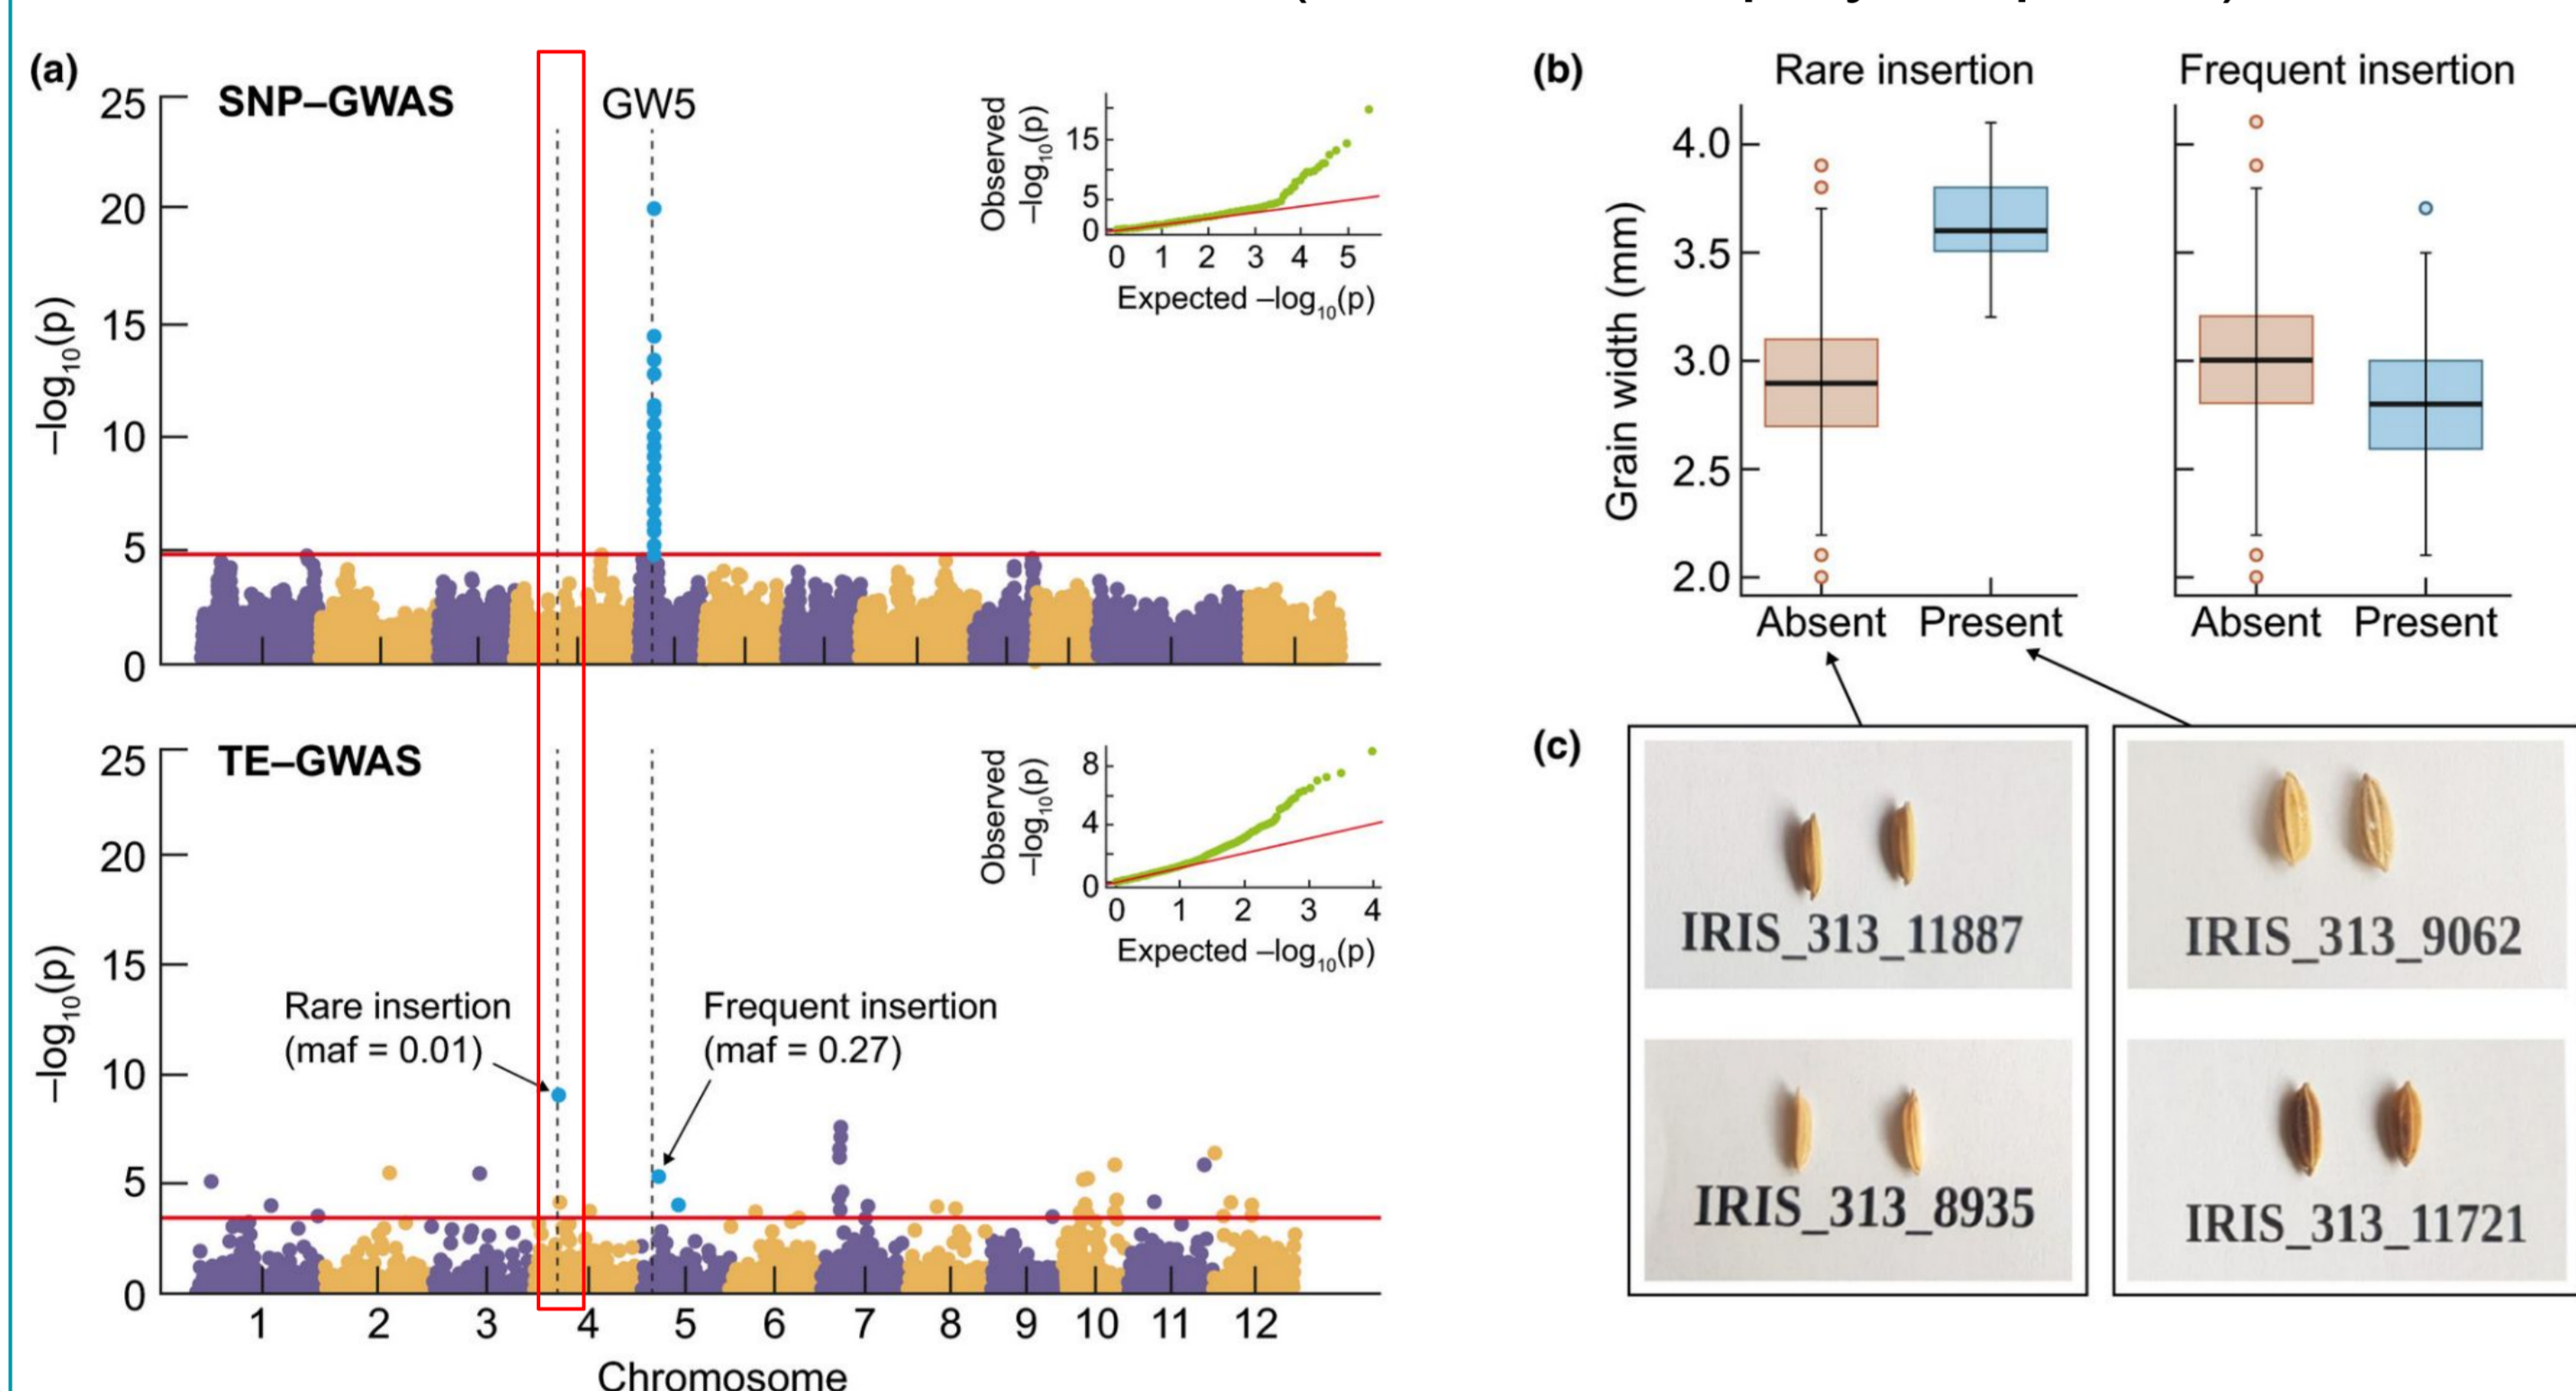 (a)
SNP–GWAS
GW5
25
20
15
10
5
0
–log10(p)
Observed
–log10(p)
15
5
0
0 1 2 3 4 5
Expected –log10(p)
TE–GWAS
25
20
15
10
5
0
–log10(p)
Rare insertion
(maf = 0.01)
Frequent insertion
(maf = 0.27)
Observed
–log10(p)
8
4
0
0 1 2 3 4
Expected –log10(p)
1 2 3 4 5 6 7 8 9 10 11 12
Chromosome
(b)
Rare insertion
Frequent insertion
Grain width (mm)
4.0
3.5
3.0
2.5
2.0
Absent Present
Absent Present
(c)
IRIS_313_11887
IRIS_313_9062
IRIS_313_8935
IRIS_313_11721